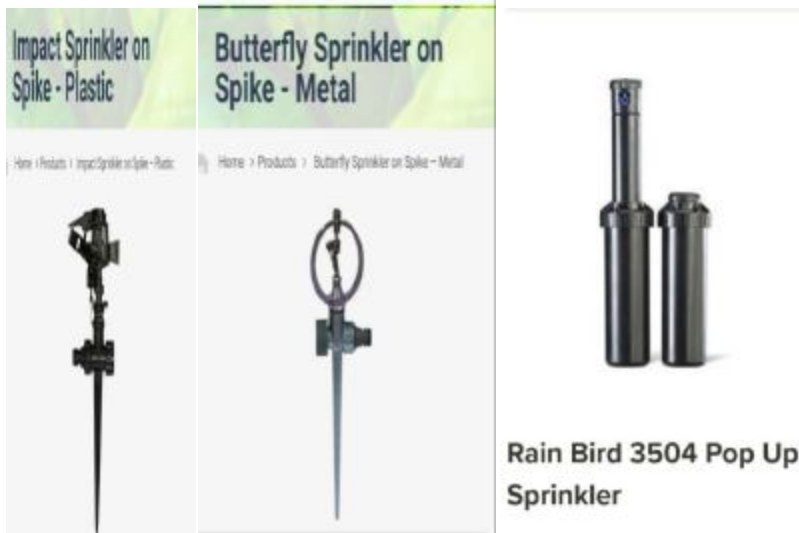 Impact Sprinkler on
Spike - Plastic
Home > Products > Impact Sprinkler on Spike - Plastic
Butterfly Sprinkler on
Spike - Metal
Home > Products > Butterfly Sprinkler on Spike – Metal
Rain Bird 3504 Pop Up
Sprinkler